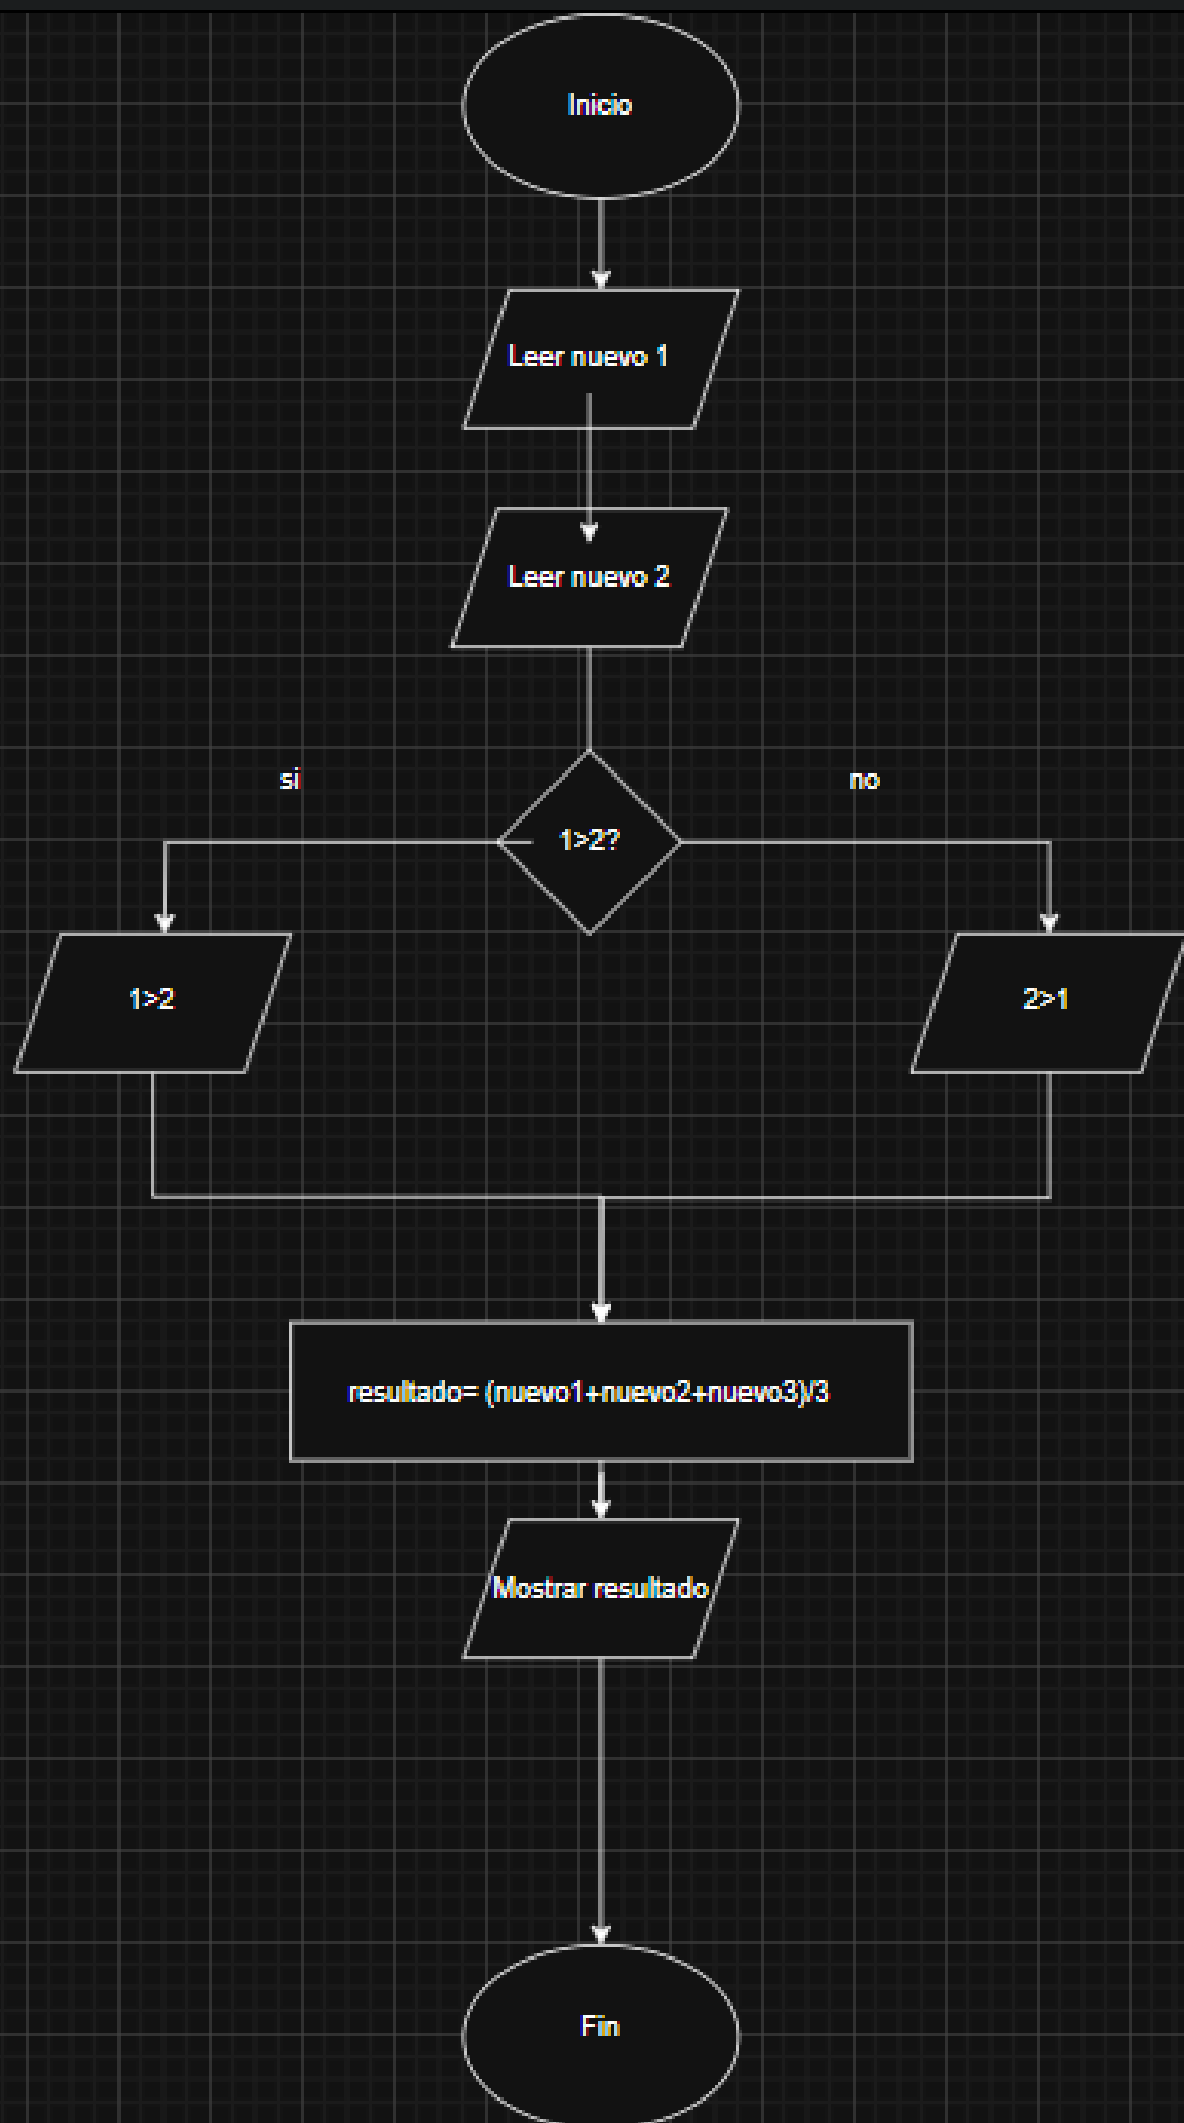 Inicio
Leer nuevo 1
Leer nuevo 2
si
no
1>2?
1>2
2>1
resultado= (nuevo1+nuevo2+nuevo3)/3
Mostrar resultado
Fin